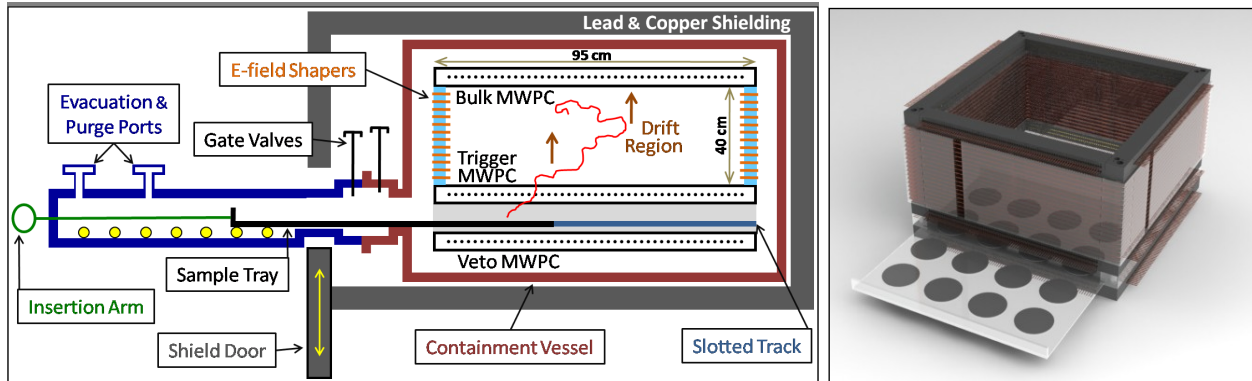 Lead & Copper Shielding
95 cm
E-field Shapers
Bulk MWPC
Evacuation &
Purge Ports
Gate Valves
Drift
Region
40 cm
Trigger
MWPC
Sample Tray
Veto MWPC
Insertion Arm
Shield Door
Containment Vessel
Slotted Track